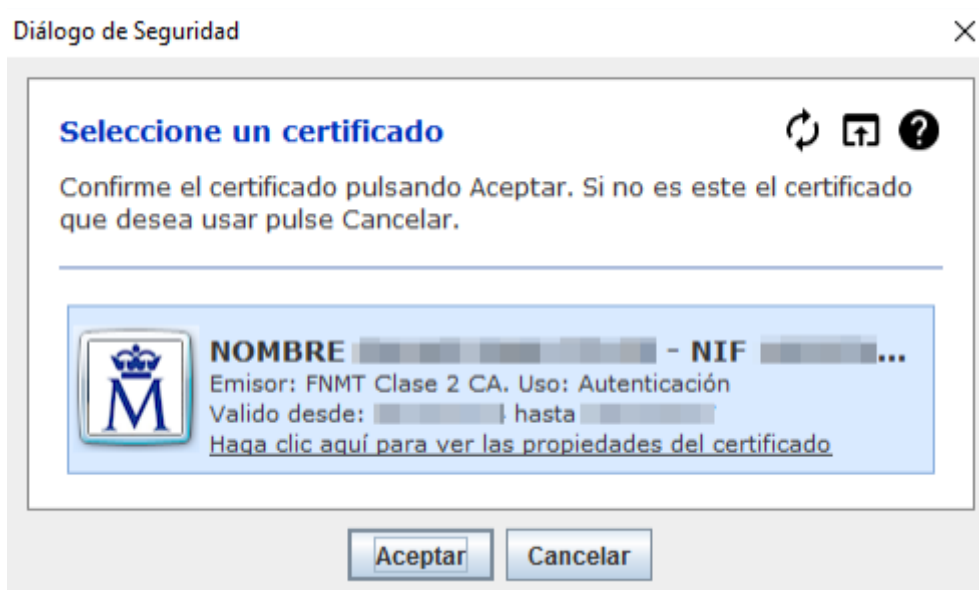 Diálogo de Seguridad
Seleccione un certificado
Confirme el certificado pulsando Aceptar. Si no es este el certificado
que desea usar pulse Cancelar.
NOMBRE - NIF ...
Emisor: FNMT Clase 2 CA. Uso: Autenticación
Valido desde: hasta
Haga clic aquí para ver las propiedades del certificado
Aceptar Cancelar